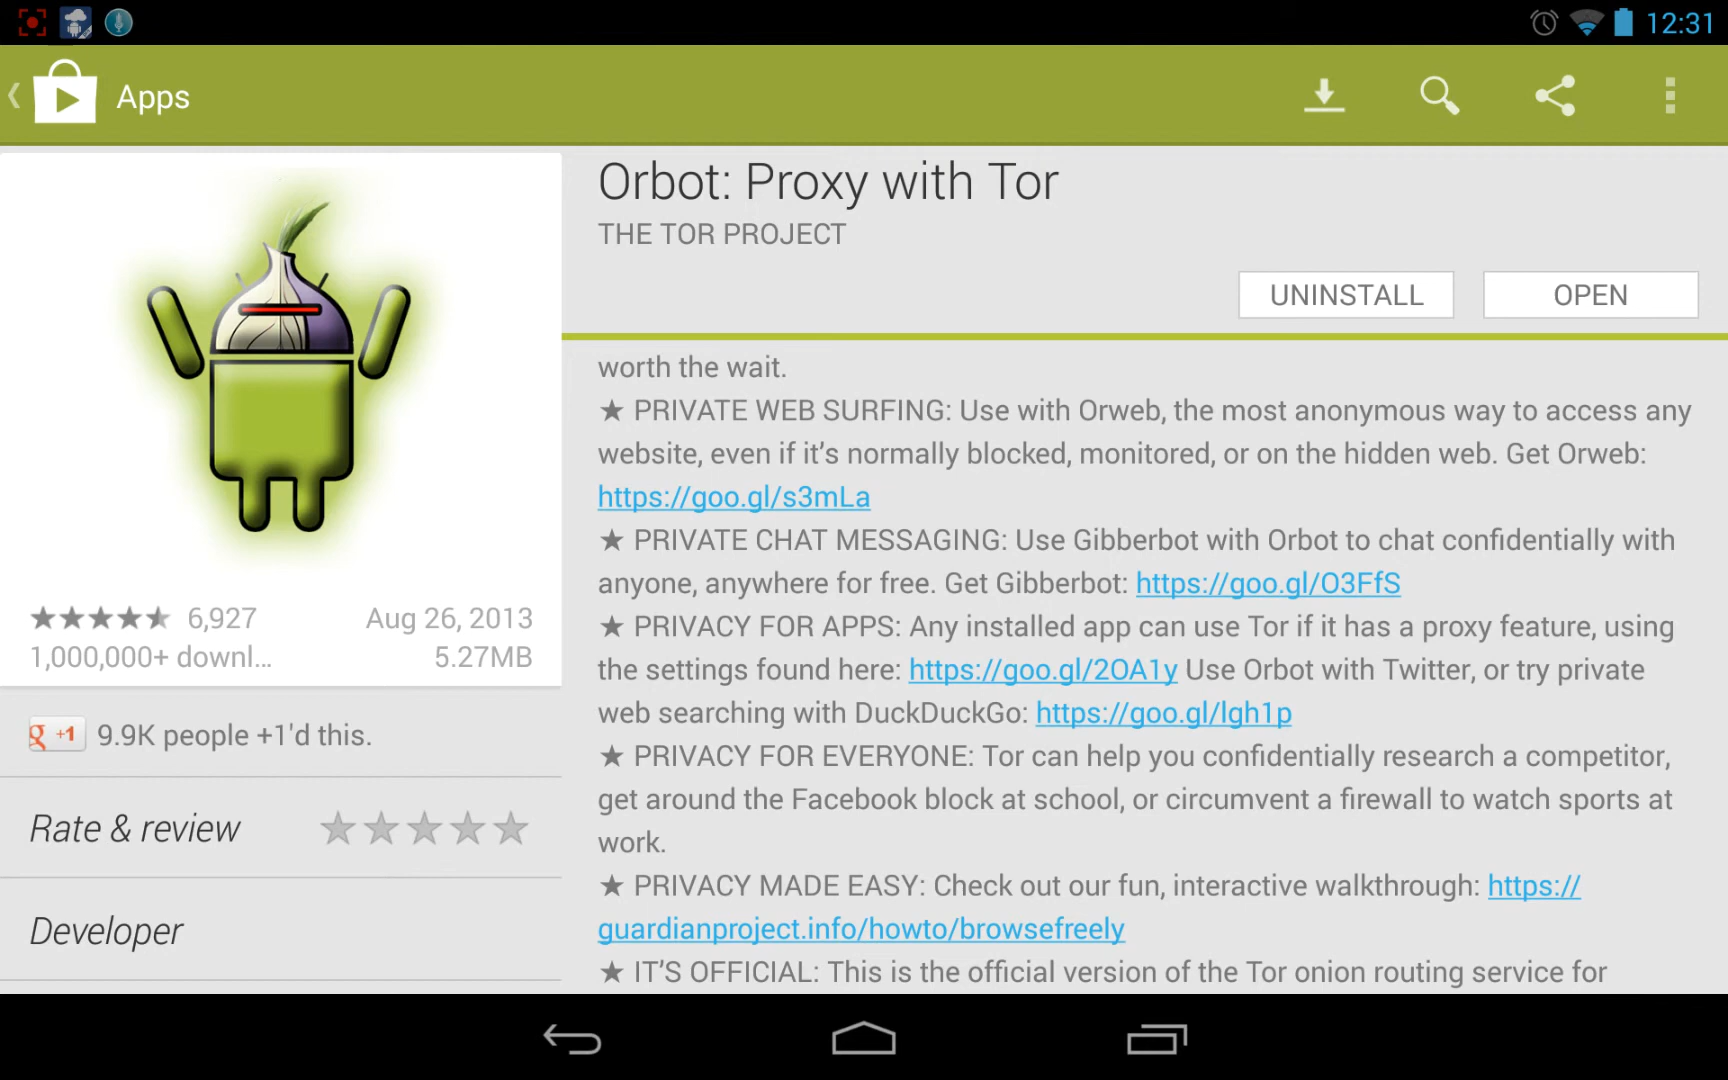 12:31
Apps
Orbot: Proxy with Tor
THE TOR PROJECT
UNINSTALL
OPEN
worth the wait.
★ PRIVATE WEB SURFING: Use with Orweb, the most anonymous way to access any
website, even if it’s normally blocked, monitored, or on the hidden web. Get Orweb:
https://goo.gl/s3mLa
★ PRIVATE CHAT MESSAGING: Use Gibberbot with Orbot to chat confidentially with
anyone, anywhere for free. Get Gibberbot: https://goo.gl/O3FfS
★ PRIVACY FOR APPS: Any installed app can use Tor if it has a proxy feature, using
the settings found here: https://goo.gl/2OA1y Use Orbot with Twitter, or try private
web searching with DuckDuckGo: https://goo.gl/lgh1p
★ PRIVACY FOR EVERYONE: Tor can help you confidentially research a competitor,
get around the Facebook block at school, or circumvent a firewall to watch sports at
work.
★ PRIVACY MADE EASY: Check out our fun, interactive walkthrough: https://
guardianproject.info/howto/browsefreely
★ IT’S OFFICIAL: This is the official version of the Tor onion routing service for
6,927
Aug 26, 2013
1,000,000+ downl...
5.27MB
g +1 9.9K people +1'd this.
Rate & review
Developer